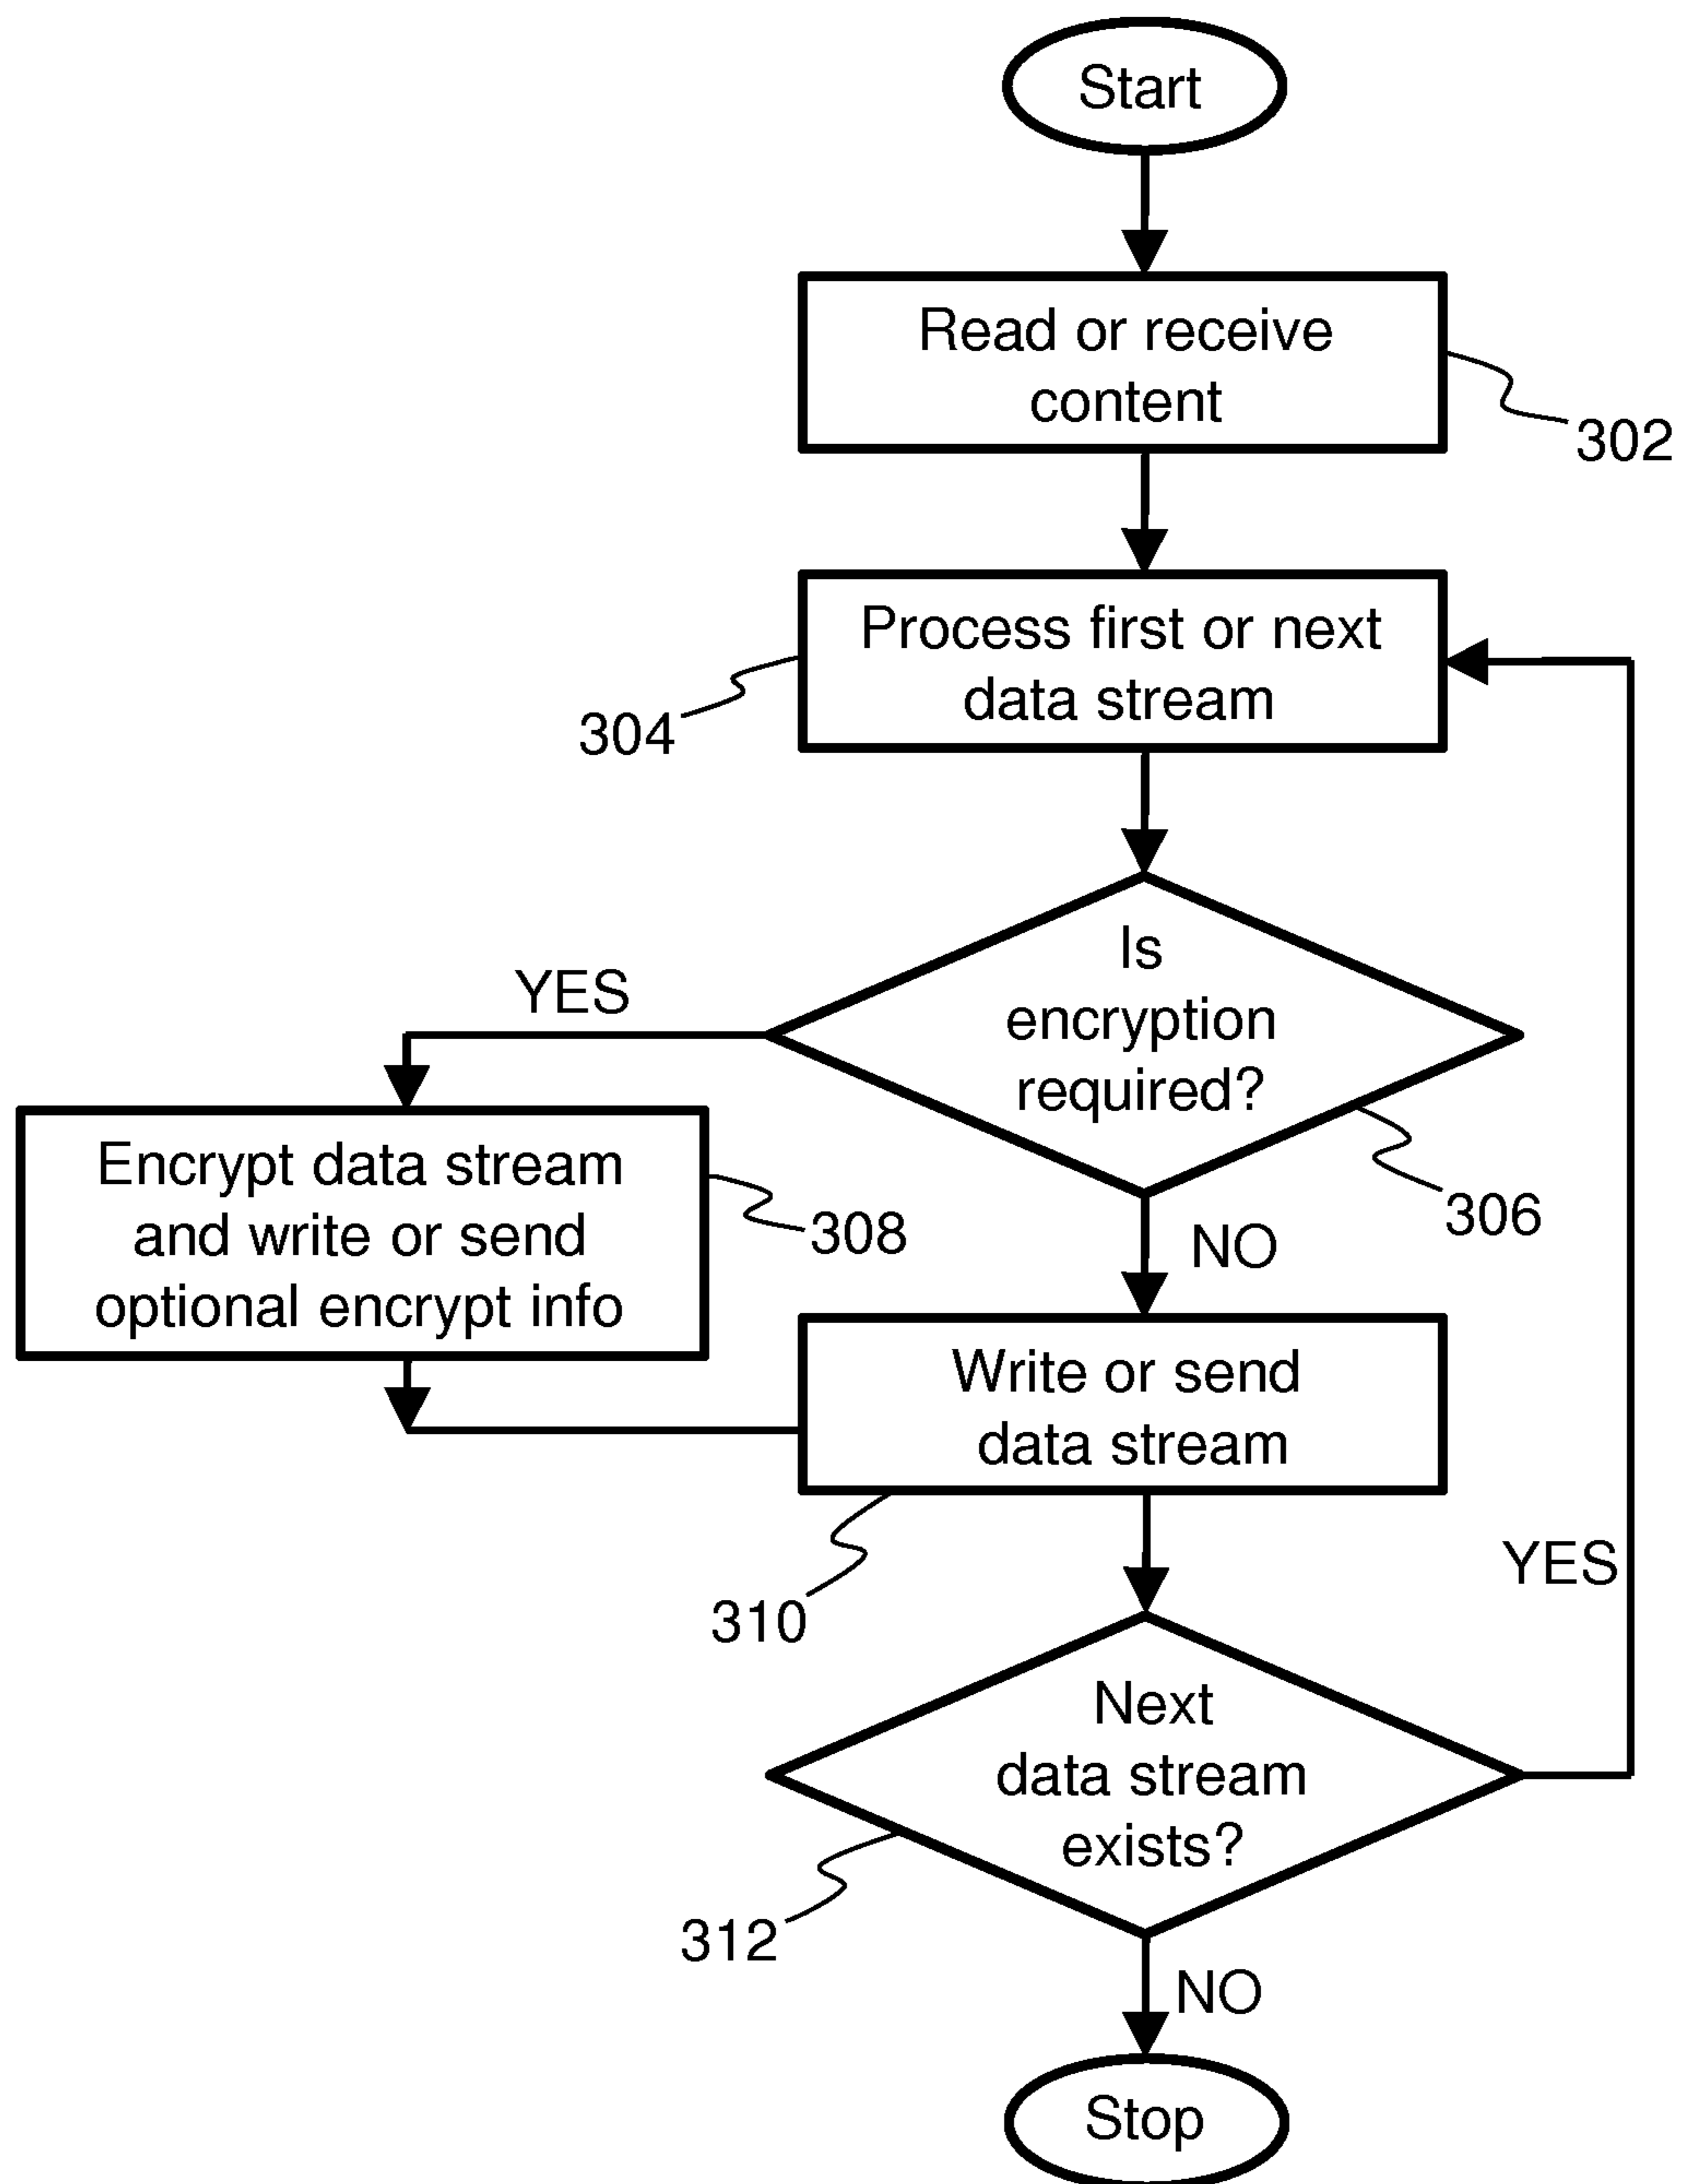 Start
Read or receive
content
302
Process first or next
data stream
304
Is
encryption
required?
306
YES
NO
Encrypt data stream
and write or send
optional encrypt info
308
Write or send
data stream
310
Next
data stream
exists?
312
YES
NO
Stop